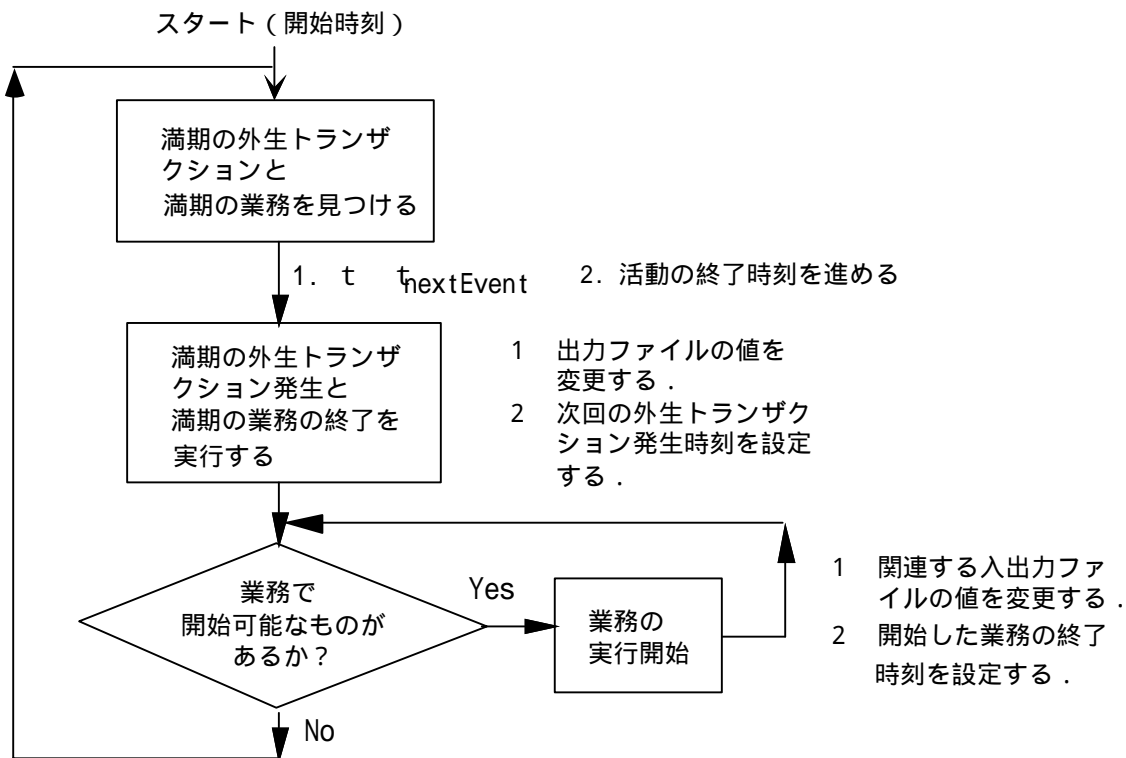 スタート（開始時刻）
満期の外生トランザ
クションと
満期の業務を見つける
1. t t nextEvent 2. 活動の終了時刻を進める
満期の外生トランザ
クション発生と
満期の業務の終了を
実行する
1 出力ファイルの値を
変更する．
2 次回の外生トランザク
ション発生時刻を設定
する．
業務で
開始可能なものが
あるか？
Yes
業務の
実行開始
1 関連する入出力ファ
イルの値を変更する．
2 開始した業務の終了
時刻を設定する．
No